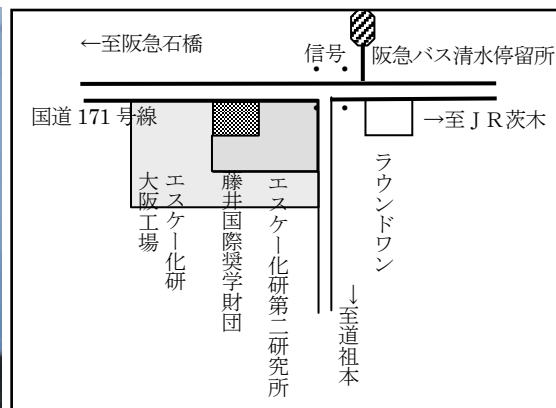 ←至阪急石橋
信号
阪急バス清水停留所
国道 171 号線
→至ＪＲ茨木
エスケー化研
大阪工場
藤井国際奨学財団
エスケー化研第二研究所
ラウンドワン
→至道祖本